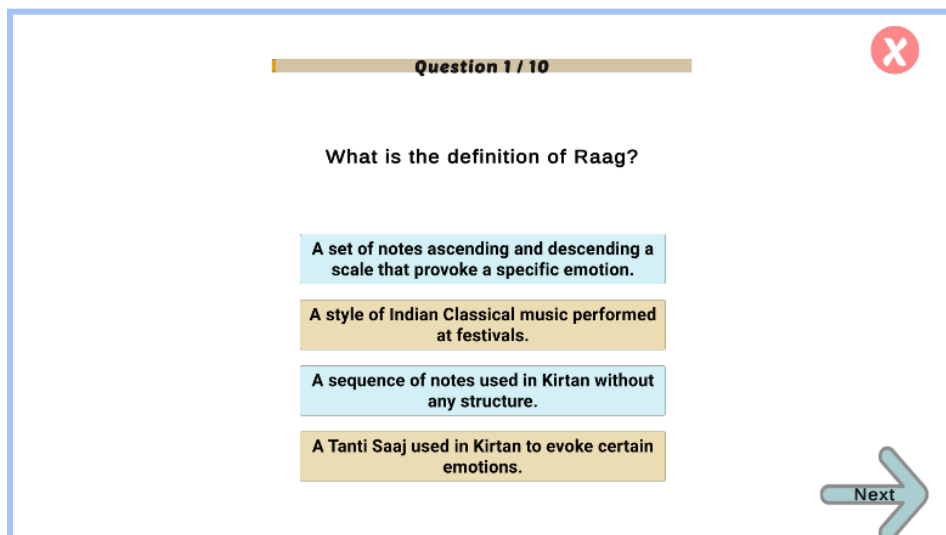 Question 1 / 10
X
What is the definition of Raag?
A set of notes ascending and descending a
scale that provoke a specific emotion.
A style of Indian Classical music performed
at festivals.
A sequence of notes used in Kirtan without
any structure.
A Tanti Saaj used in Kirtan to evoke certain
emotions.
Next